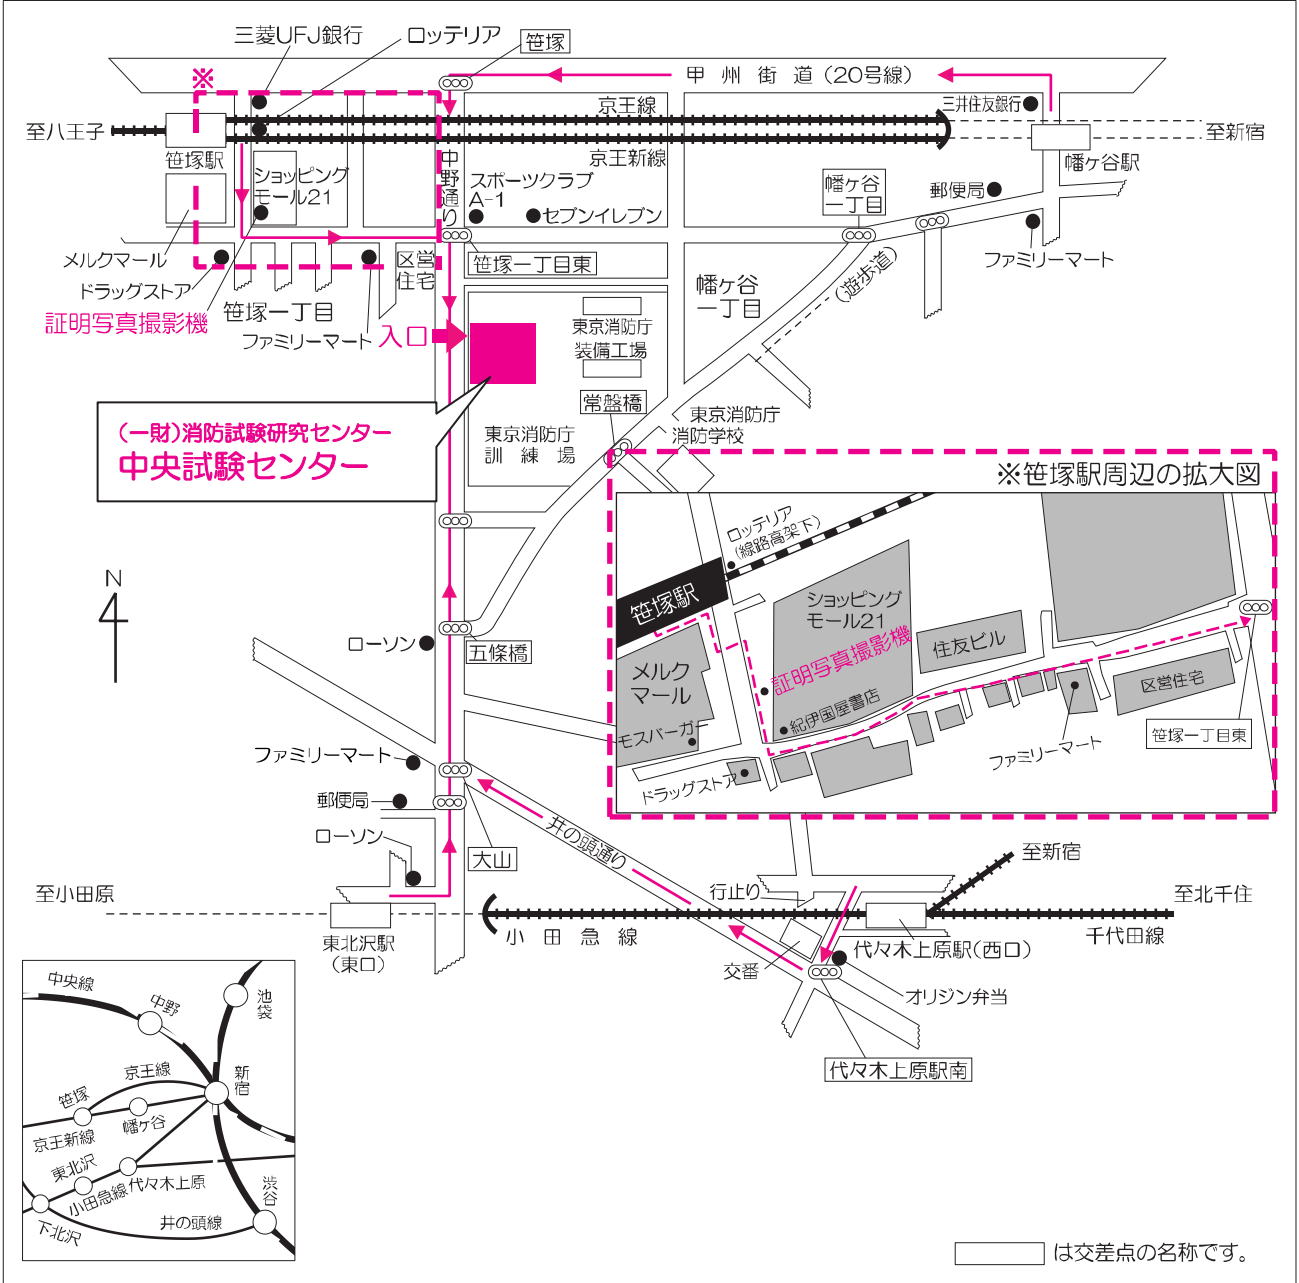 三菱UFJ銀行
ロッテリア
笹塚
※
甲州街道(20号線)
京王線
三井住友銀行
至八王子
至新宿
笹塚駅
京王新線
幡ヶ谷駅
ショッピング
モール21
中野通り
スポーツクラブ
A-1
セブンイレブン
幡ヶ谷
一丁目
郵便局
ファミリーマート
メルクマール
ドラッグストア
証明写真撮影機
笹塚一丁目
ファミリーマート
区営
住宅
笹塚一丁目東
幡ヶ谷
一丁目
(遊歩道)
入口
東京消防庁
装備工場
常盤橋
東京消防庁
消防学校
東京消防庁
訓練場
(一財)消防試験研究センター
中央試験センター
※笹塚駅周辺の拡大図
ロッテリア
(線路高架下)
笹塚駅
ショッピング
モール21
証明写真撮影機
住友ビル
メルク
マール
紀伊国屋書店
モスバーガー
区営住宅
笹塚一丁目東
ファミリーマート
ドラッグストア
N
ローソン
五條橋
ファミリーマート
郵便局
ローソン
大山
井の頭通り
至小田原
東北沢駅
(東口)
小田急線
行止り
至新宿
至北千住
千代田線
代々木上原駅(西口)
交番
オリジン弁当
代々木上原駅南
中央線
中野
池袋
新宿
京王線
笹塚
幡ヶ谷
京王新線
東北沢
小田急線
代々木上原
渋谷
井の頭線
下北沢
は交差点の名称です。